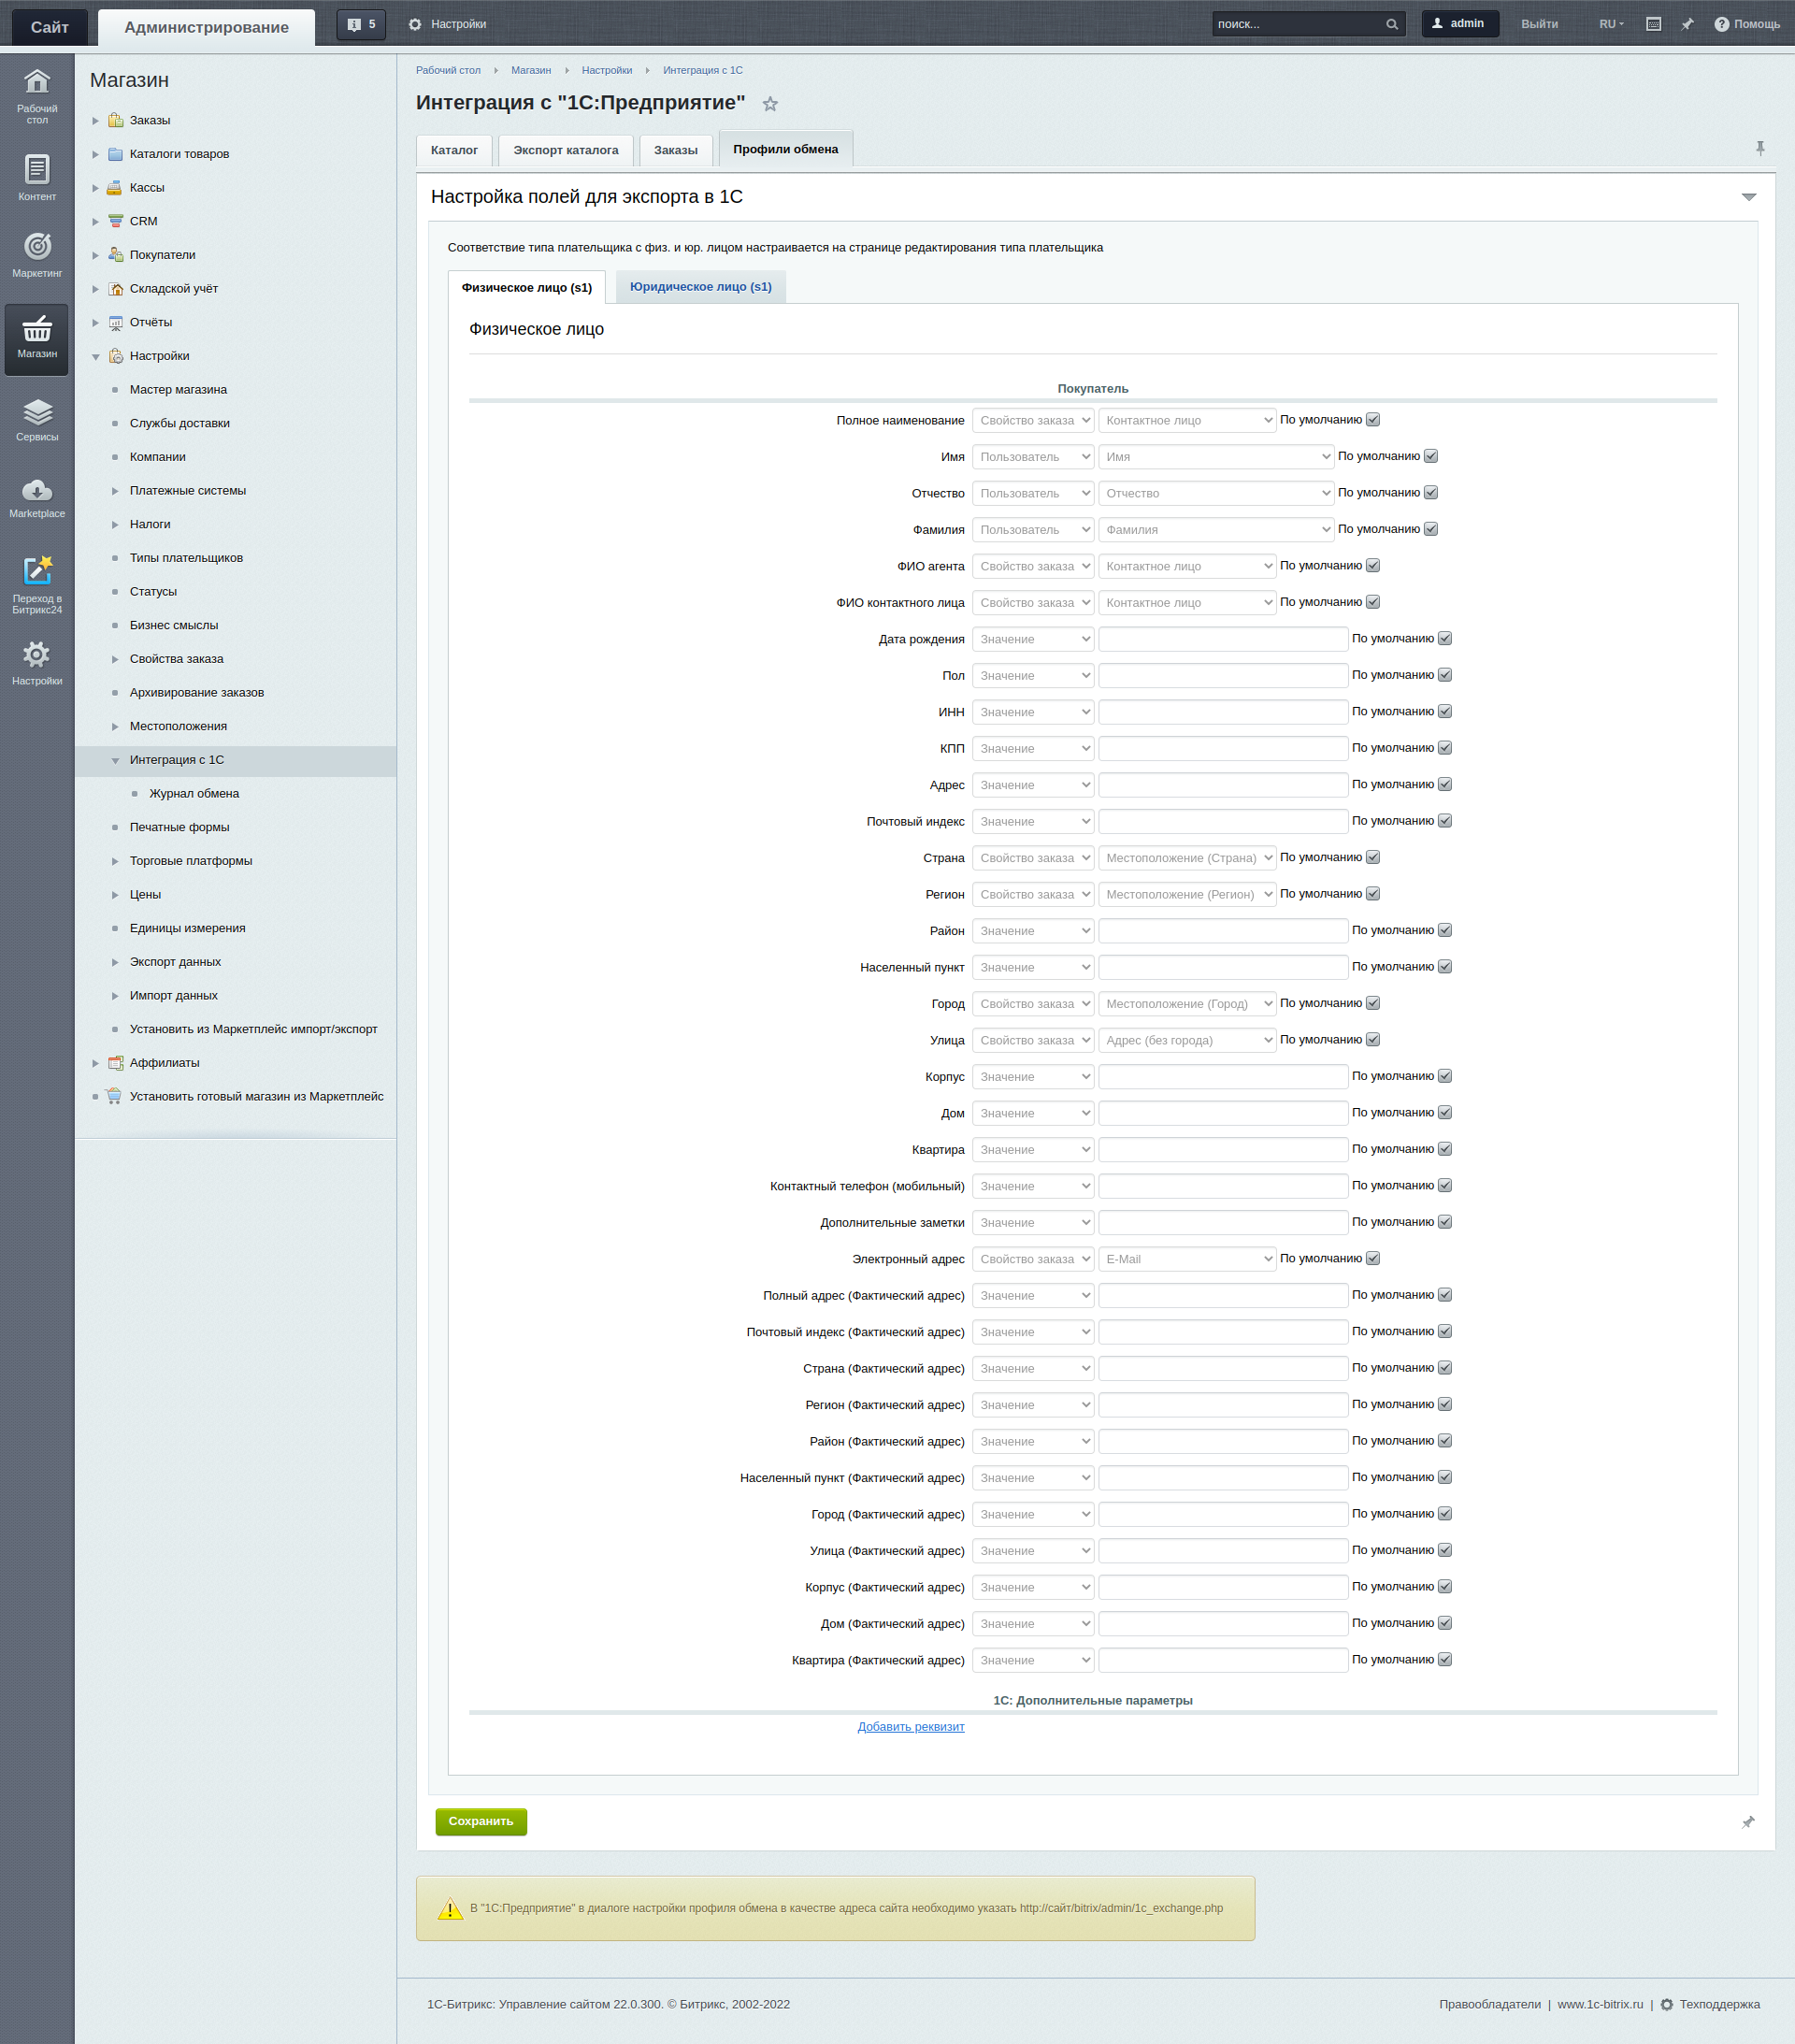 Сайт
Администрирование
5
Настройки
поиск...
admin
Выйти
RU
Помощь
Рабочий
стол
Контент
Маркетинг
Магазин
Сервисы
Marketplace
Переход в
Битрикс24
Настройки
Магазин
Заказы
Каталоги товаров
Кассы
CRM
Покупатели
Складской учёт
Отчёты
Настройки
Мастер магазина
Службы доставки
Компании
Платежные системы
Налоги
Типы плательщиков
Статусы
Бизнес смыслы
Свойства заказа
Архивирование заказов
Местоположения
Интеграция с 1С
Журнал обмена
Печатные формы
Торговые платформы
Цены
Единицы измерения
Экспорт данных
Импорт данных
Установить из Маркетплейс импорт/экспорт
Аффилиаты
Установить готовый магазин из Маркетплейс
Рабочий стол Магазин Настройки Интеграция с 1С
Интеграция с "1С:Предприятие"
Каталог Экспорт каталога Заказы Профили обмена
Настройка полей для экспорта в 1С
Соответствие типа плательщика с физ. и юр. лицом настраивается на странице редактирования типа плательщика
Физическое лицо (s1) Юридическое лицо (s1)
Физическое лицо
Покупатель
Полное наименование Свойство заказа Контактное лицо По умолчанию
Имя Пользователь Имя По умолчанию
Отчество Пользователь Отчество По умолчанию
Фамилия Пользователь Фамилия По умолчанию
ФИО агента Свойство заказа Контактное лицо По умолчанию
ФИО контактного лица Свойство заказа Контактное лицо По умолчанию
Дата рождения Значение По умолчанию
Пол Значение По умолчанию
ИНН Значение По умолчанию
КПП Значение По умолчанию
Адрес Значение По умолчанию
Почтовый индекс Значение По умолчанию
Страна Свойство заказа Местоположение (Страна) По умолчанию
Регион Свойство заказа Местоположение (Регион) По умолчанию
Район Значение По умолчанию
Населенный пункт Значение По умолчанию
Город Свойство заказа Местоположение (Город) По умолчанию
Улица Свойство заказа Адрес (без города) По умолчанию
Корпус Значение По умолчанию
Дом Значение По умолчанию
Квартира Значение По умолчанию
Контактный телефон (мобильный) Значение По умолчанию
Дополнительные заметки Значение По умолчанию
Электронный адрес Свойство заказа E-Mail По умолчанию
Полный адрес (Фактический адрес) Значение По умолчанию
Почтовый индекс (Фактический адрес) Значение По умолчанию
Страна (Фактический адрес) Значение По умолчанию
Регион (Фактический адрес) Значение По умолчанию
Район (Фактический адрес) Значение По умолчанию
Населенный пункт (Фактический адрес) Значение По умолчанию
Город (Фактический адрес) Значение По умолчанию
Улица (Фактический адрес) Значение По умолчанию
Корпус (Фактический адрес) Значение По умолчанию
Дом (Фактический адрес) Значение По умолчанию
Квартира (Фактический адрес) Значение По умолчанию
1С: Дополнительные параметры
Добавить реквизит
Сохранить
В "1С:Предприятие" в диалоге настройки профиля обмена в качестве адреса сайта необходимо указать http://сайт/bitrix/admin/1c_exchange.php
1С-Битрикс: Управление сайтом 22.0.300. © Битрикс, 2002-2022
Правообладатели | www.1c-bitrix.ru | Техподдержка